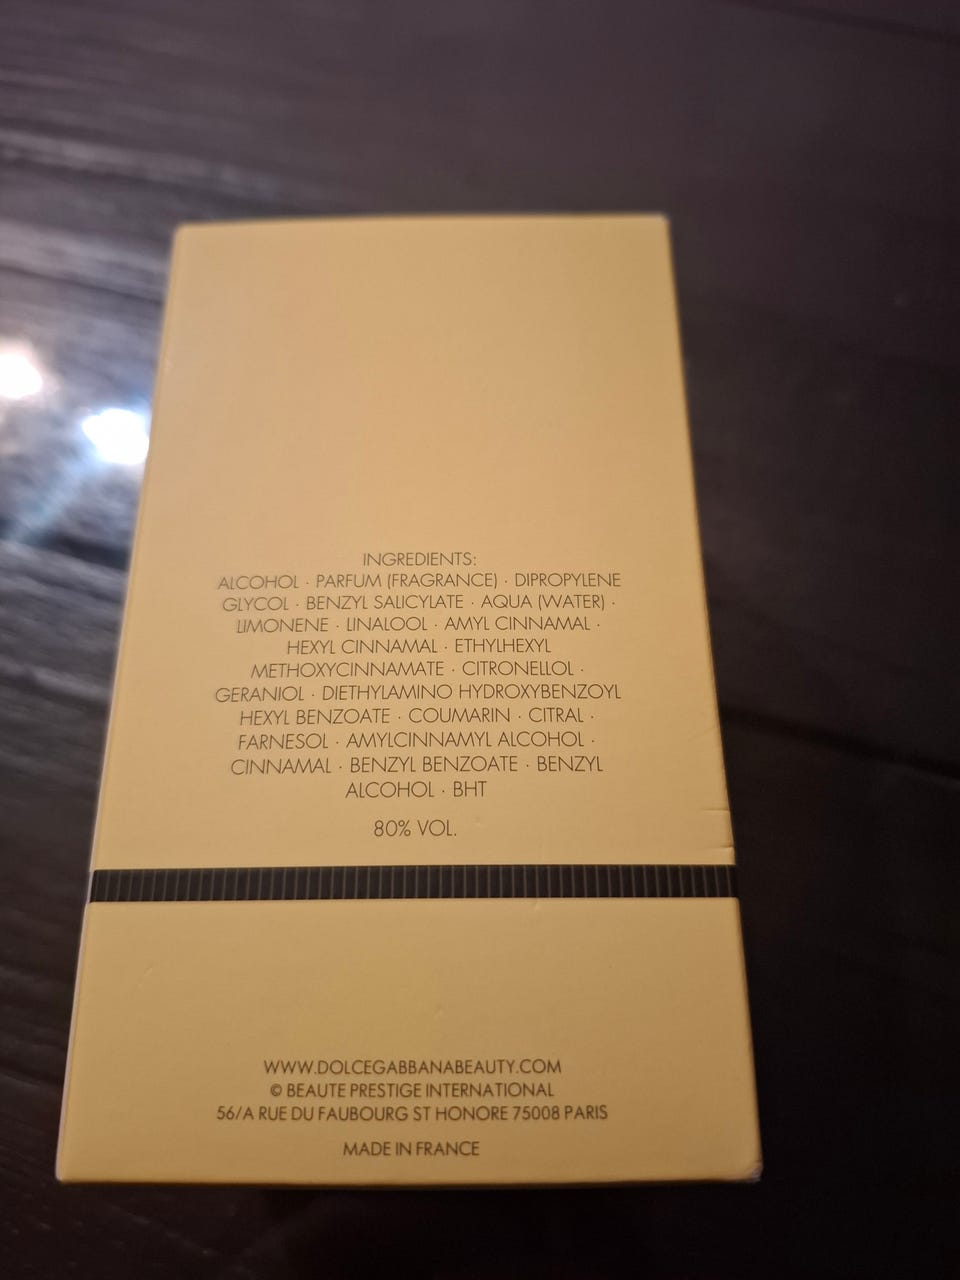 INGREDIENTS:
ALCOHOL · PARFUM (FRAGRANCE) · DIPROPYLENE
GLYCOL · BENZYL SALICYLATE · AQUA (WATER) ·
LIMONENE · LINALOOL · AMYL CINNAMAL ·
HEXYL CINNAMAL · ETHYLHEXYL
METHOXYCINNAMATE · CITRONELLOL ·
GERANIOL · DIETHYLAMINO HYDROXYBENZOYL
HEXYL BENZOATE · COUMARIN · CITRAL ·
FARNESOL · AMYLCINNAMYL ALCOHOL ·
CINNAMAL · BENZYL BENZOATE · BENZYL
ALCOHOL · BHT
80% VOL.
WWW.DOLCEGABBANABEAUTY.COM
© BEAUTE PRESTIGE INTERNATIONAL
56/A RUE DU FAUBOURG ST HONORE 75008 PARIS
MADE IN FRANCE